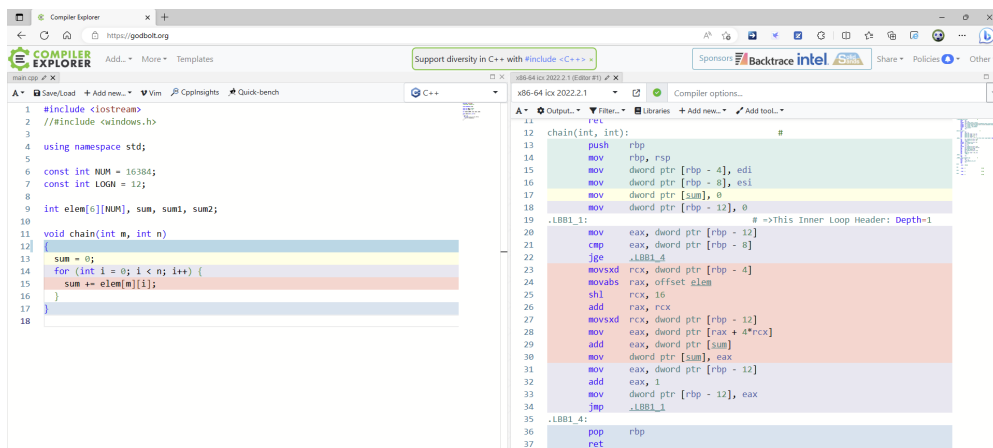 Compiler Explorer
https://godbolt.org
COMPILER
EXPLORER
Add...
More
Templates
Support diversity in C++ with #include <C++> ×
Sponsors
Backtrace
intel.
Share
Policies
Other
main.cpp
x86-64 icx 2022.2.1 (Editor #1)
A
Save/Load
+ Add new...
Vim
CppInsights
Quick-bench
C++
x86-64 icx 2022.2.1
Compiler options...
A
Output...
Filter...
Libraries
+ Add new...
Add tool...
1 #include <iostream>
2 //#include <windows.h>
3
4 using namespace std;
5
6 const int NUM = 16384;
7 const int LOGN = 12;
8
9 int elem[6][NUM], sum, sum1, sum2;
10
11 void chain(int m, int n)
12 {
13 sum = 0;
14 for (int i = 0; i < n; i++) {
15 sum += elem[m][i];
16 }
17 }
18
11 ret
12 chain(int, int): #
13 push rbp
14 mov rbp, rsp
15 mov dword ptr [rbp - 4], edi
16 mov dword ptr [rbp - 8], esi
17 mov dword ptr [sum], 0
18 mov dword ptr [rbp - 12], 0
19 .LBB1_1: # =>This Inner Loop Header: Depth=1
20 mov eax, dword ptr [rbp - 12]
21 cmp eax, dword ptr [rbp - 8]
22 jge .LBB1_4
23 movsxd rcx, dword ptr [rbp - 4]
24 movabs rax, offset elem
25 shl rcx, 16
26 add rax, rcx
27 movsxd rcx, dword ptr [rbp - 12]
28 mov eax, dword ptr [rax + 4*rcx]
29 add eax, dword ptr [sum]
30 mov dword ptr [sum], eax
31 mov eax, dword ptr [rbp - 12]
32 add eax, 1
33 mov dword ptr [rbp - 12], eax
34 jmp .LBB1_1
35 .LBB1_4:
36 pop rbp
37 ret